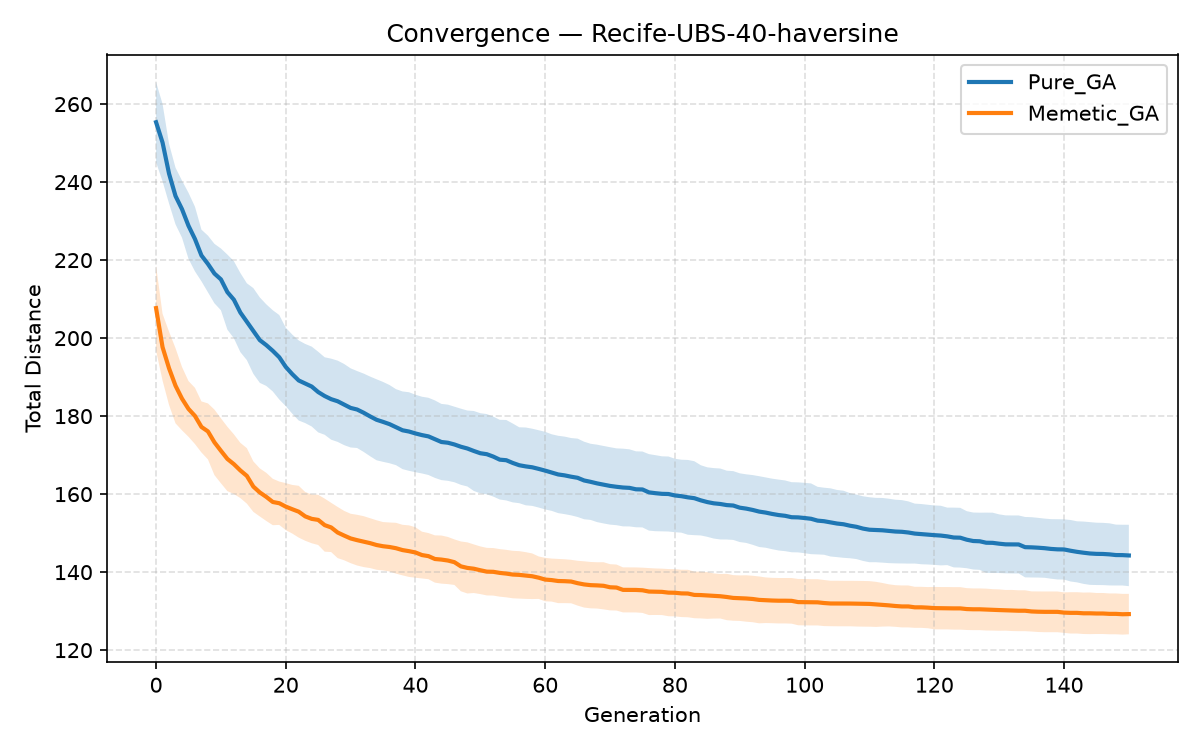 Convergence — Recife-UBS-40-haversine
Pure_GA
Memetic_GA
Total Distance
260
240
220
200
180
160
140
120
0 20 40 60 80 100 120 140
Generation